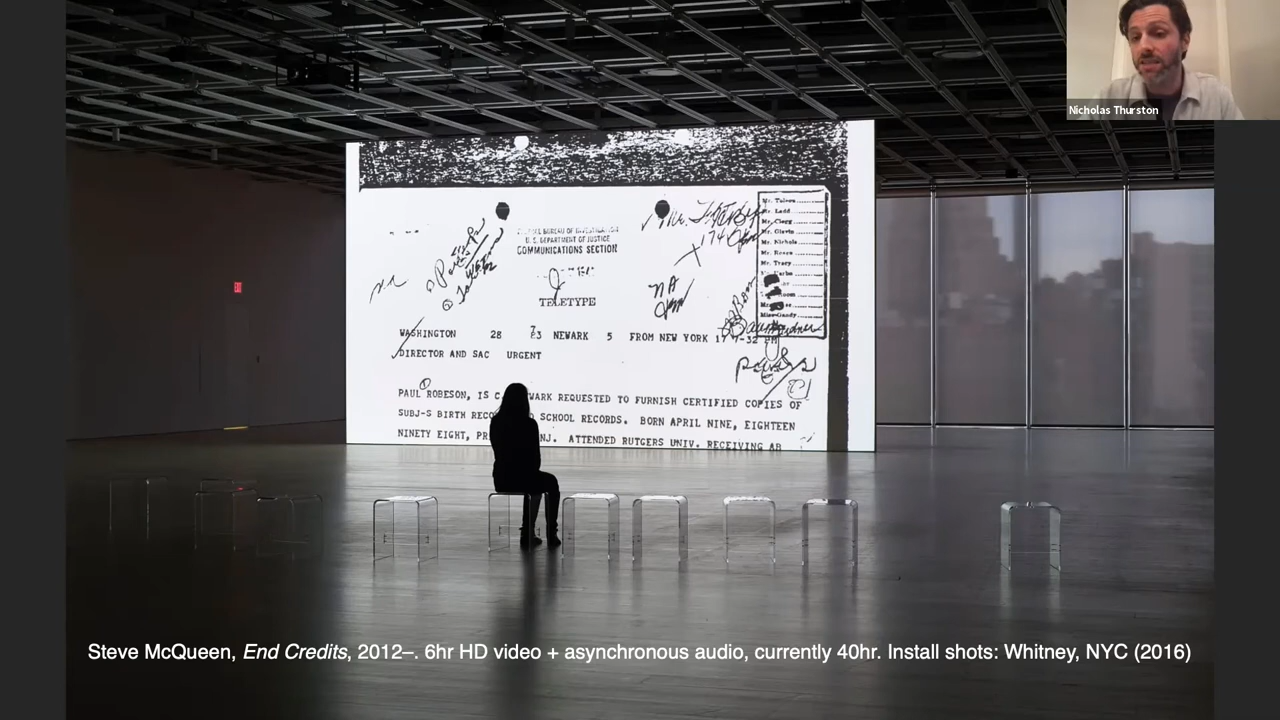 Nicholas Thurston
BUREAU OF INVESTIGATION
U. S. DEPARTMENT OF JUSTICE
COMMUNICATIONS SECTION
TELETYPE
Mr. Tolson
Mr. Ladd
Mr. Clegg
Mr. Glavin
Mr. Nichols
Mr. Rosen
Mr. Tracy
Miss Gandy
NA
WASHINGTON 28 NEWARK 5 FROM NEW YORK
DIRECTOR AND SAC URGENT
PAUL ROBESON, IS REQUESTED TO FURNISH CERTIFIED COPIES OF
SUBJ-S BIRTH SCHOOL RECORDS. BORN APRIL NINE, EIGHTEEN
NINETY EIGHT, NJ. ATTENDED RUTGERS UNIV. RECEIVING AB
Steve McQueen, End Credits, 2012–. 6hr HD video + asynchronous audio, currently 40hr. Install shots: Whitney, NYC (2016)